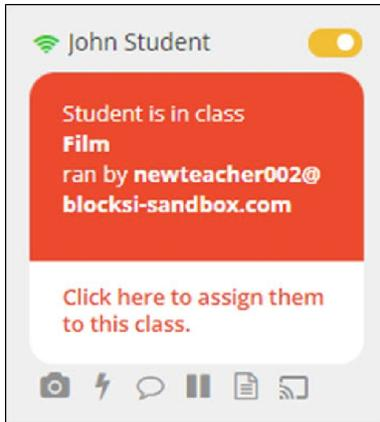 John Student
Student is in class
Film
ran by newteacher002@
blocksi-sandbox.com
Click here to assign them
to this class.